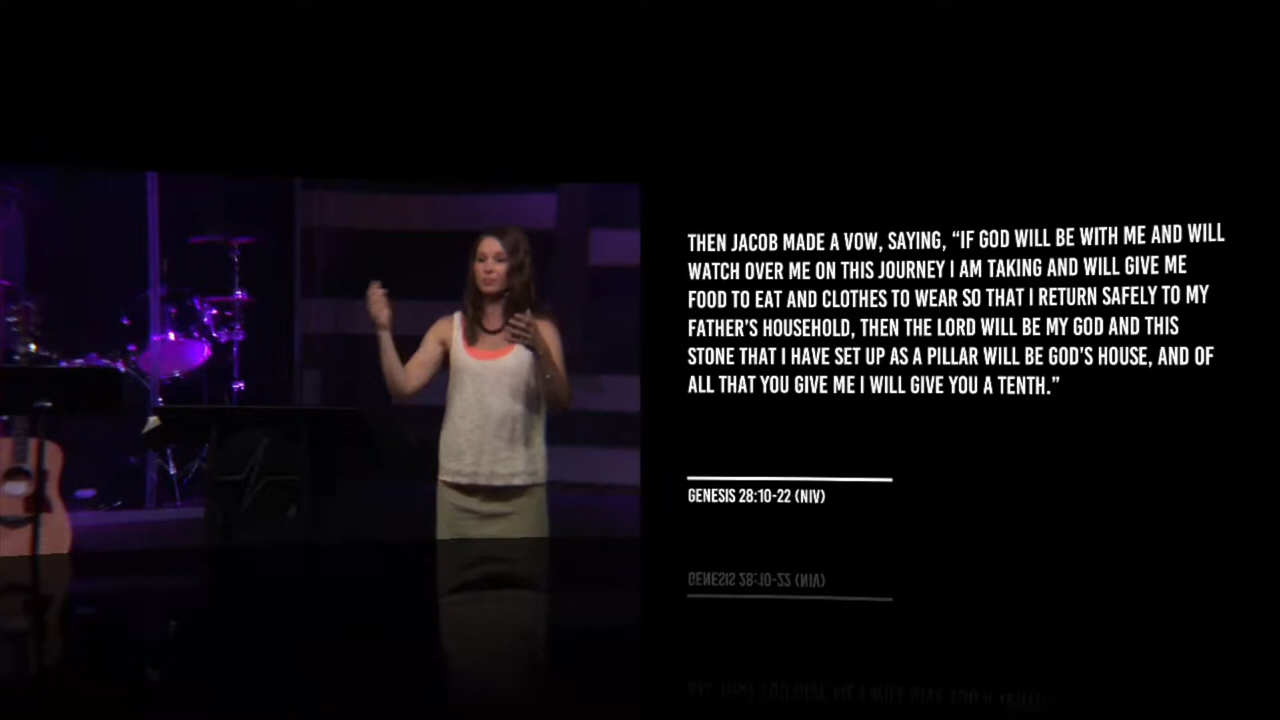 THEN JACOB MADE A VOW, SAYING, “IF GOD WILL BE WITH ME AND WILL
WATCH OVER ME ON THIS JOURNEY I AM TAKING AND WILL GIVE ME
FOOD TO EAT AND CLOTHES TO WEAR SO THAT I RETURN SAFELY TO MY
FATHER’S HOUSEHOLD, THEN THE LORD WILL BE MY GOD AND THIS
STONE THAT I HAVE SET UP AS A PILLAR WILL BE GOD’S HOUSE, AND OF
ALL THAT YOU GIVE ME I WILL GIVE YOU A TENTH.”
GENESIS 28:10-22 (NIV)